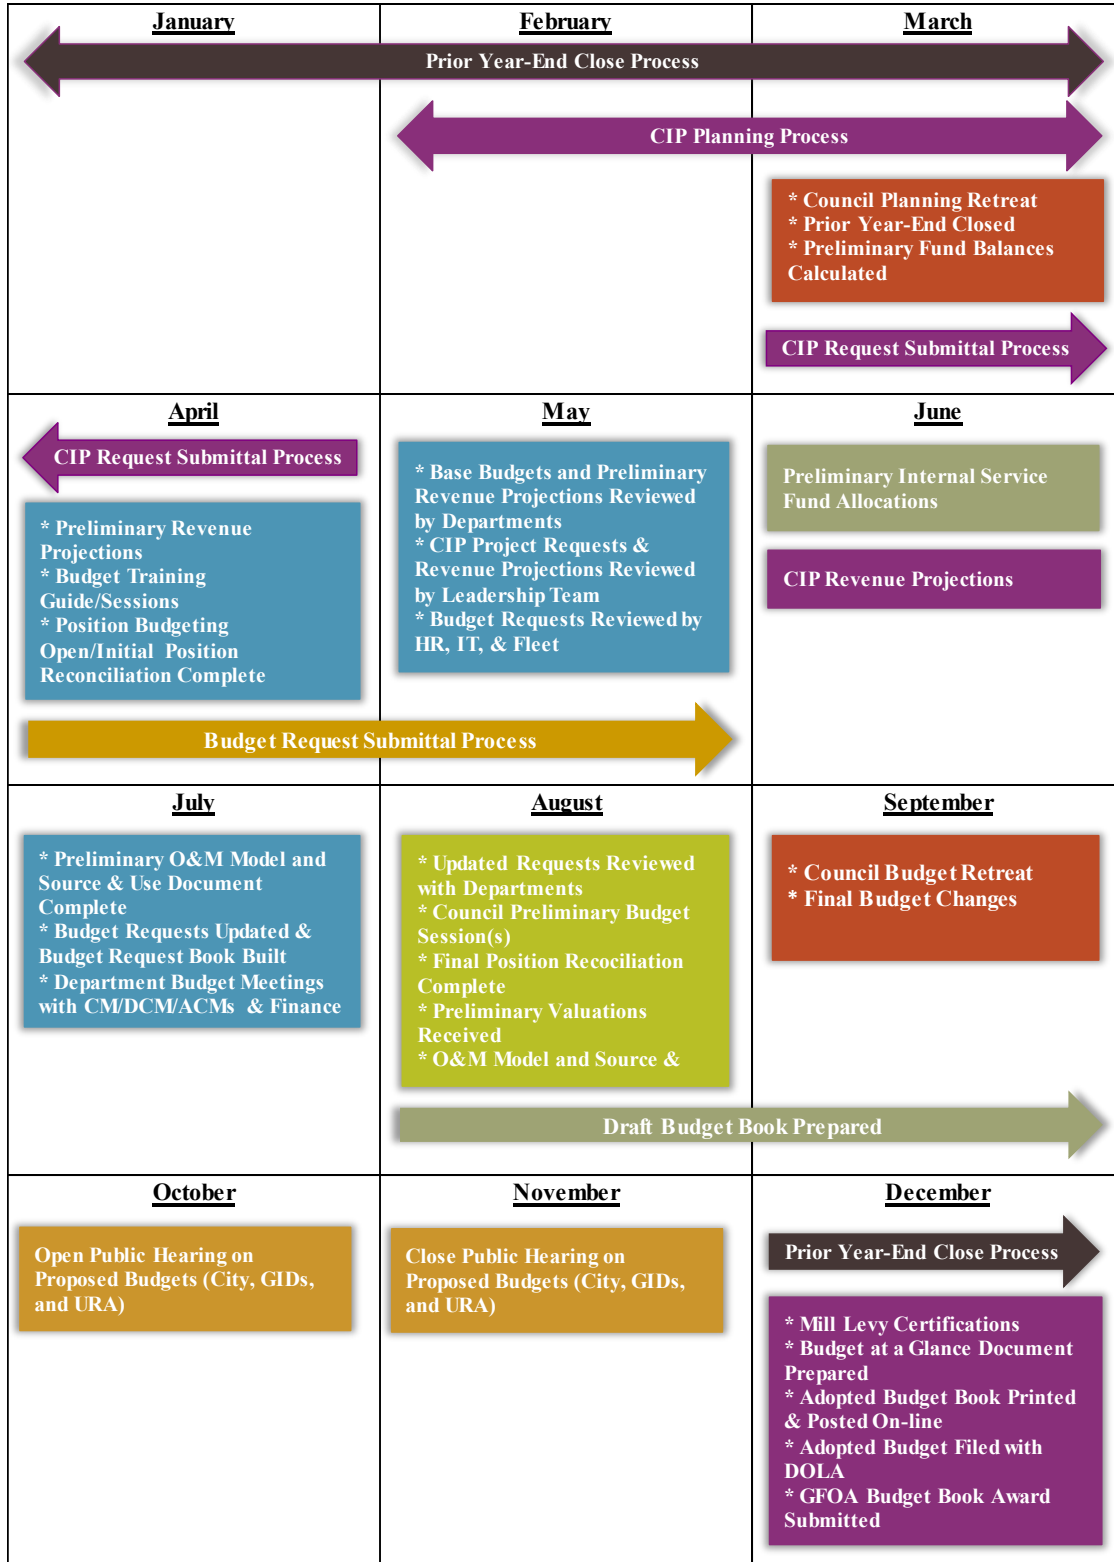 January
February
March
Prior Year-End Close Process
CIP Planning Process
* Council Planning Retreat
* Prior Year-End Closed
* Preliminary Fund Balances
Calculated
CIP Request Submittal Process
April
May
June
CIP Request Submittal Process
* Preliminary Revenue
Projections
* Budget Training
Guide/Sessions
* Position Budgeting
Open/Initial Position
Reconciliation Complete
* Base Budgets and Preliminary
Revenue Projections Reviewed
by Departments
* CIP Project Requests &
Revenue Projections Reviewed
by Leadership Team
* Budget Requests Reviewed by
HR, IT, & Fleet
Preliminary Internal Service
Fund Allocations
CIP Revenue Projections
Budget Request Submittal Process
July
August
September
* Preliminary O&M Model and
Source & Use Document
Complete
* Budget Requests Updated &
Budget Request Book Built
* Department Budget Meetings
with CM/DCM/ACMs & Finance
* Updated Requests Reviewed
with Departments
* Council Preliminary Budget
Session(s)
* Final Position Recociliation
Complete
* Preliminary Valuations
Received
* O&M Model and Source &
* Council Budget Retreat
* Final Budget Changes
Draft Budget Book Prepared
October
November
December
Open Public Hearing on
Proposed Budgets (City, GIDs,
and URA)
Close Public Hearing on
Proposed Budgets (City, GIDs,
and URA)
Prior Year-End Close Process
* Mill Levy Certifications
* Budget at a Glance Document
Prepared
* Adopted Budget Book Printed
& Posted On-line
* Adopted Budget Filed with
DOLA
* GFOA Budget Book Award
Submitted